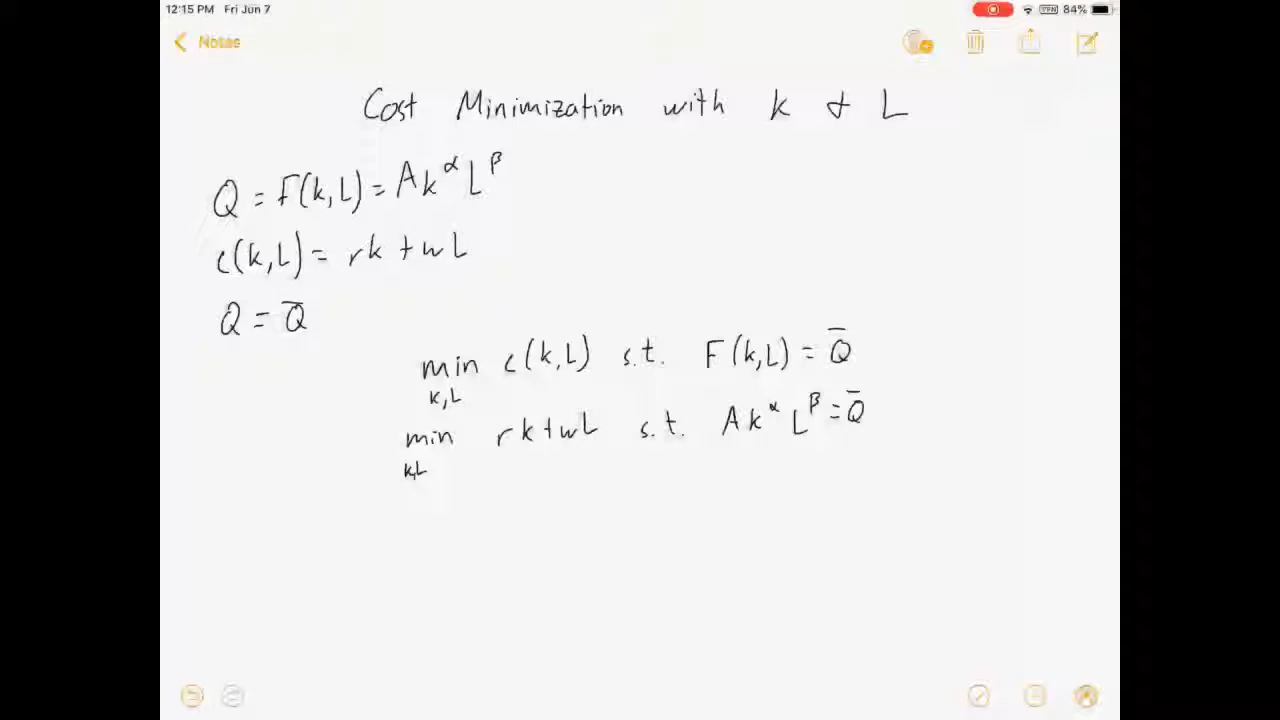 12:15 PM Fri Jun 7
84%
Notes
Cost Minimization with k & L
Q = F(k,L) = Ak^α L^β
c(k,L) = rk + wL
Q = Q̄
min c(k,L) s.t. F(k,L) = Q̄
k,L
min rk+wL s.t. Ak^α L^β = Q̄
k,L